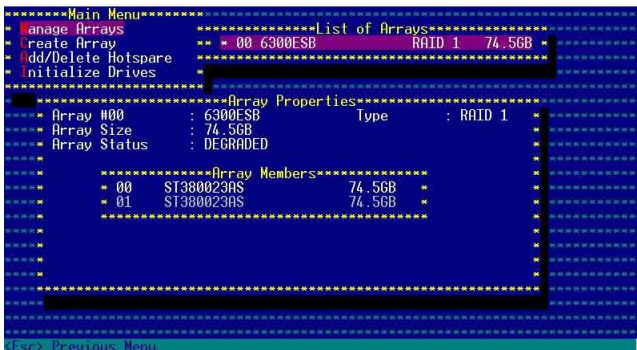 Main Menu
Manage Arrays
Create Array
Add/Delete Hotspare
Initialize Drives
List of Arrays
* 00 6300ESB RAID 1 74.5GB
Array Properties
Array #00 : 6300ESB Type : RAID 1
Array Size : 74.5GB
Array Status : DEGRADED
Array Members
00 ST380023AS 74.5GB
01 ST380023AS 74.5GB
<Esc> Previous Menu